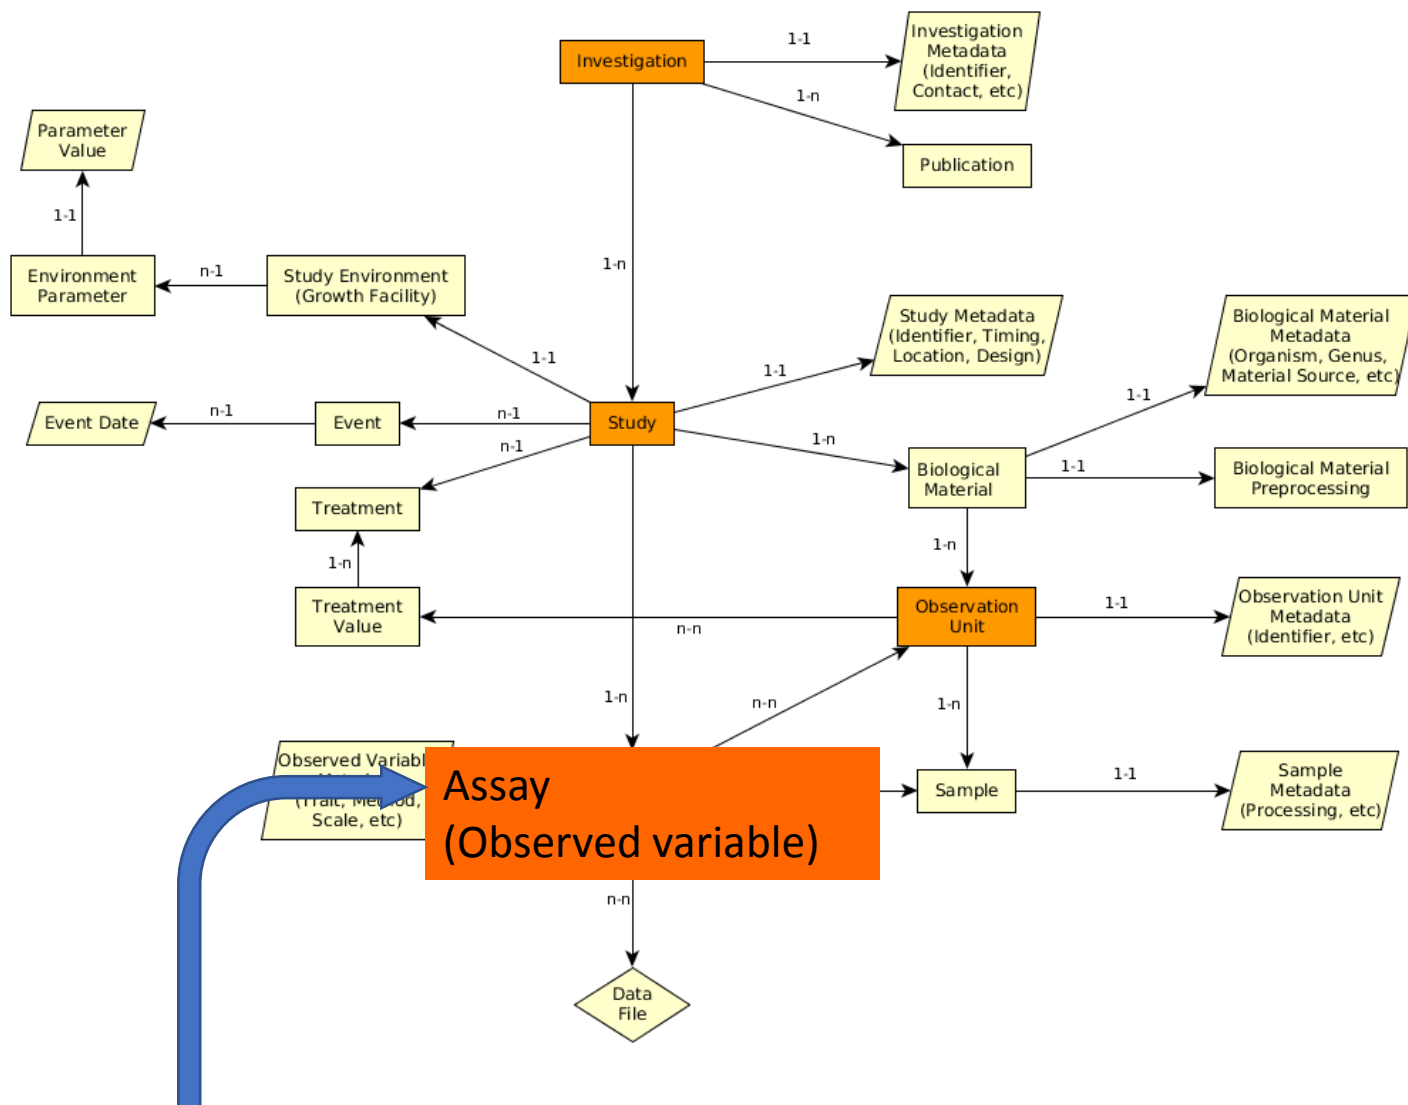 Investigation
1-1
Investigation
Metadata
(Identifier,
Contact, etc)
1-n
Publication
Parameter
Value
1-1
Environment
Parameter
n-1
Study Environment
(Growth Facility)
1-n
1-1
Study Metadata
(Identifier, Timing,
Location, Design)
1-1
Biological Material
Metadata
(Organism, Genus,
Material Source, etc)
1-1
Event Date
n-1
Event
n-1
Study
n-1
1-n
Biological
Material
1-1
Biological Material
Preprocessing
Treatment
1-n
1-n
Treatment
Value
n-n
Observation
Unit
1-1
Observation Unit
Metadata
(Identifier, etc)
1-n
n-n
1-n
Observed
(Trait, Method,
Scale, etc)
Assay
(Observed variable)
Sample
1-1
Sample
Metadata
(Processing, etc)
n-n
Data
File